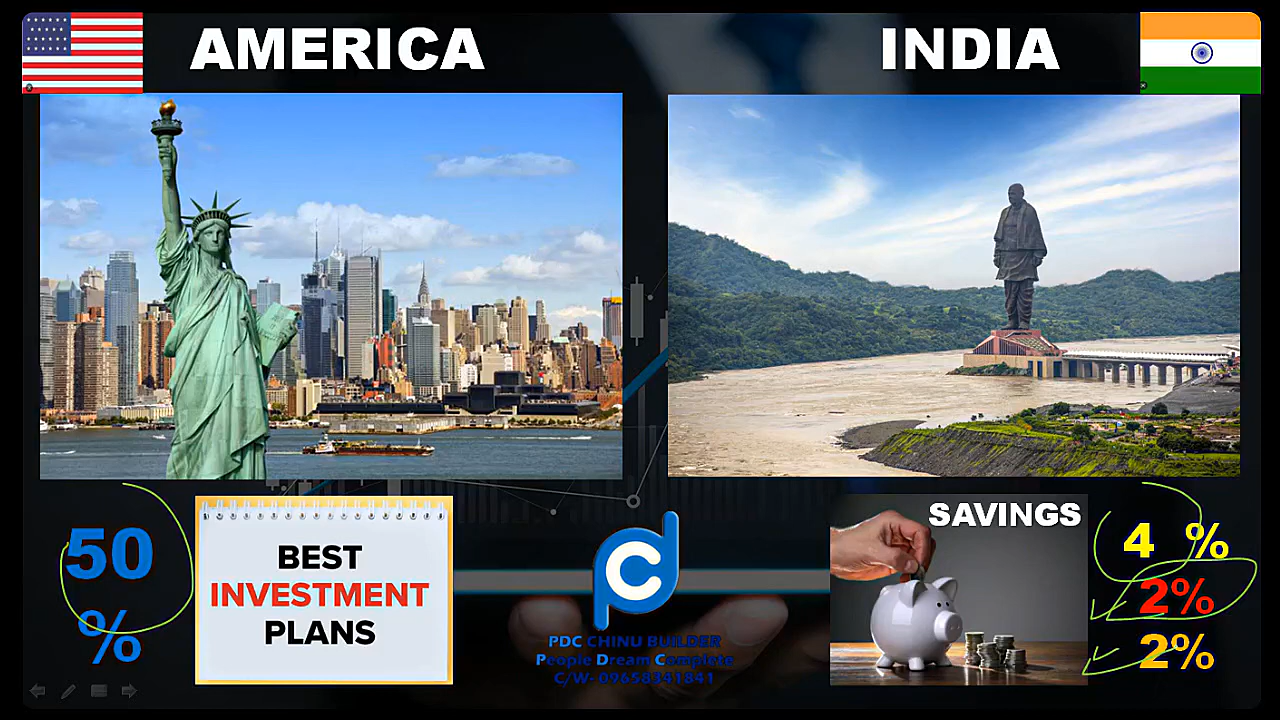 AMERICA
INDIA
50
%
BEST
INVESTMENT
PLANS
PDC CHINU BUILDER
People Dream Complete
C/W- 09658341841
SAVINGS
4 %
2%
2%